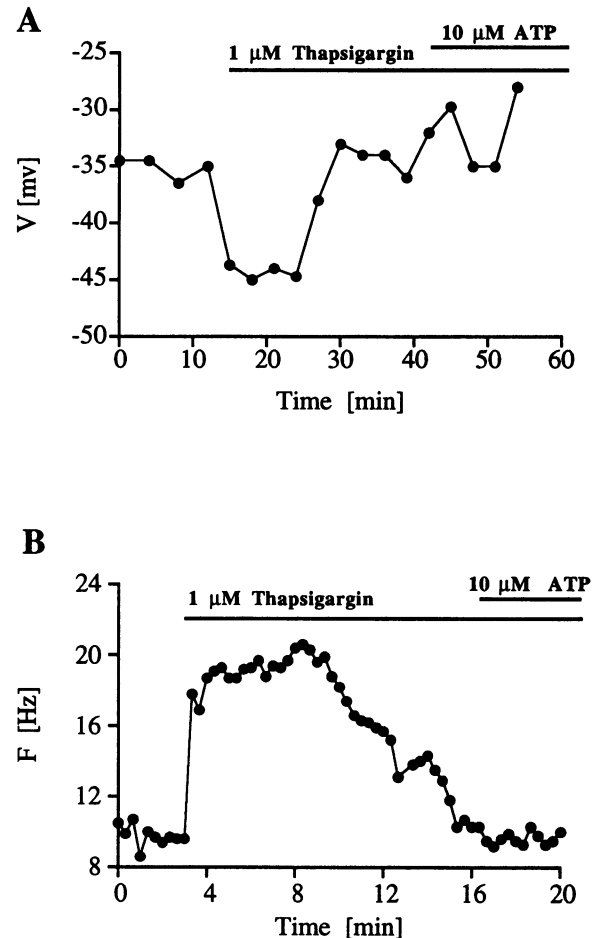 A
10 µM ATP
1 µM Thapsigargin
-25
-30
-35
-40
-45
-50
V [mv]
0 10 20 30 40 50 60
Time [min]
B
10 µM ATP
1 µM Thapsigargin
24
20
16
12
8
F [Hz]
0 4 8 12 16 20
Time [min]